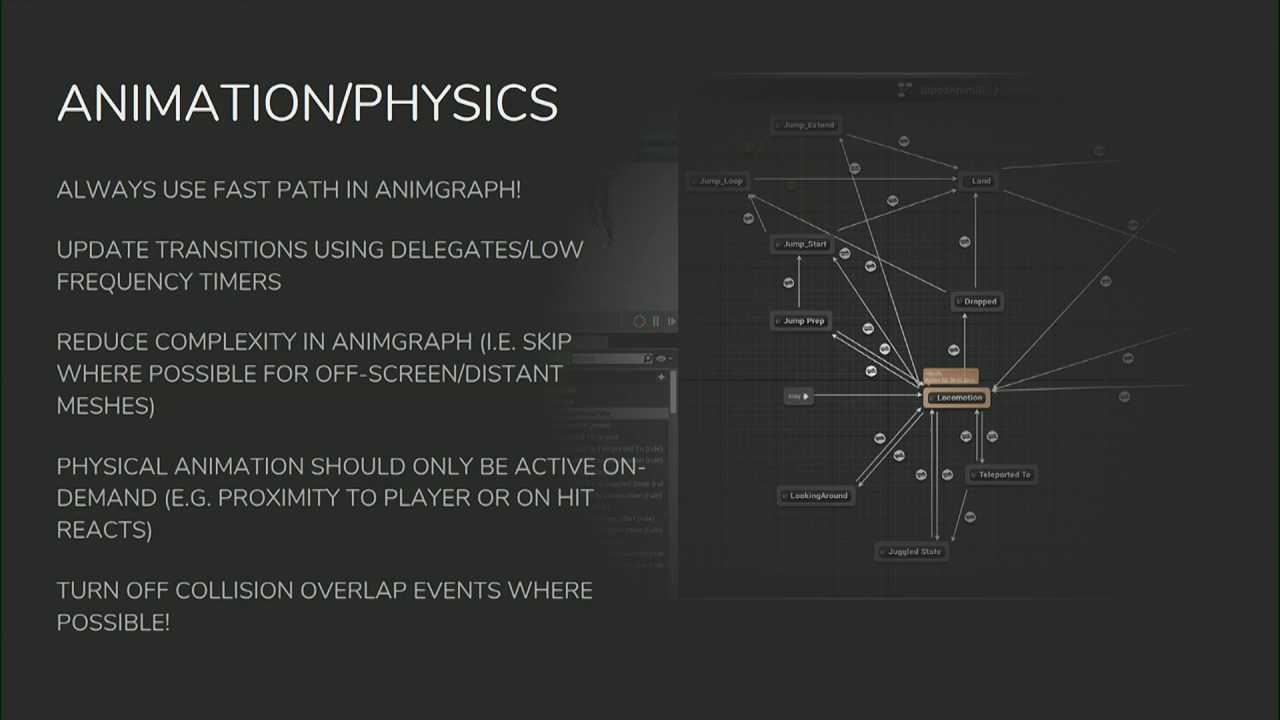 ANIMATION/PHYSICS
ALWAYS USE FAST PATH IN ANIMGRAPH!
UPDATE TRANSITIONS USING DELEGATES/LOW
FREQUENCY TIMERS
REDUCE COMPLEXITY IN ANIMGRAPH (I.E. SKIP
WHERE POSSIBLE FOR OFF-SCREEN/DISTANT
MESHES)
PHYSICAL ANIMATION SHOULD ONLY BE ACTIVE ON-
DEMAND (E.G. PROXIMITY TO PLAYER OR ON HIT
REACTS)
TURN OFF COLLISION OVERLAP EVENTS WHERE
POSSIBLE!
BipedAnimBP >
Jump_Extend
Jump_Loop
Land
Jump_Start
Dropped
Jump Prep
Entry
Locomotion
Teleported To
LookingAround
Juggled State